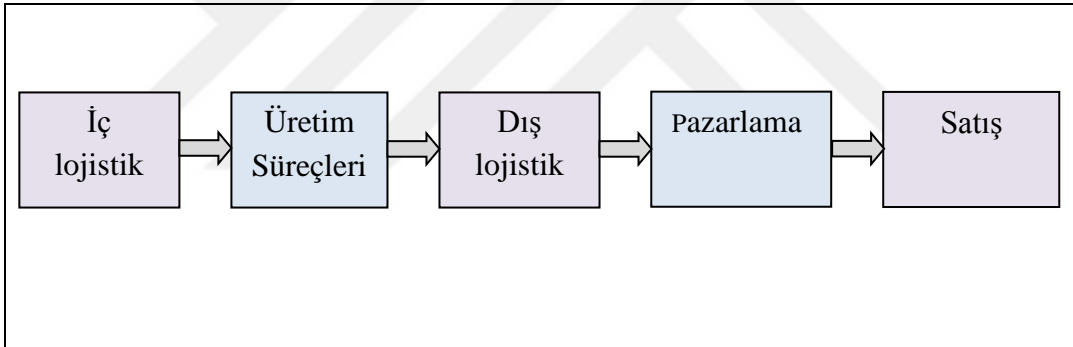 İç
lojistik
Üretim
Süreçleri
Dış
lojistik
Pazarlama
Satış